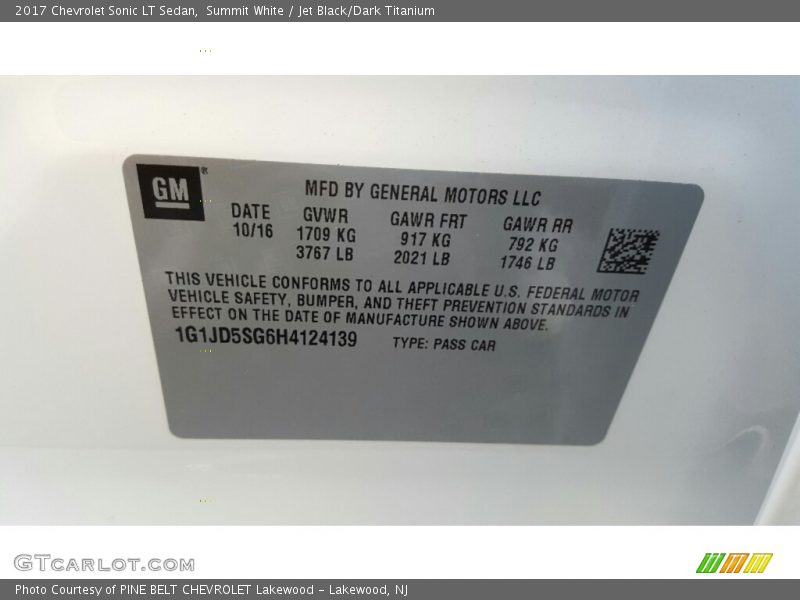 2017 Chevrolet Sonic LT Sedan, Summit White / Jet Black/Dark Titanium
GM®
MFD BY GENERAL MOTORS LLC
DATE GVWR GAWR FRT GAWR RR
10/16 1709 KG 917 KG 792 KG
3767 LB 2021 LB 1746 LB
THIS VEHICLE CONFORMS TO ALL APPLICABLE U.S. FEDERAL MOTOR
VEHICLE SAFETY, BUMPER, AND THEFT PREVENTION STANDARDS IN
EFFECT ON THE DATE OF MANUFACTURE SHOWN ABOVE.
1G1JD5SG6H4124139 TYPE: PASS CAR
GTCARLOT.COM
Photo Courtesy of PINE BELT CHEVROLET Lakewood - Lakewood, NJ